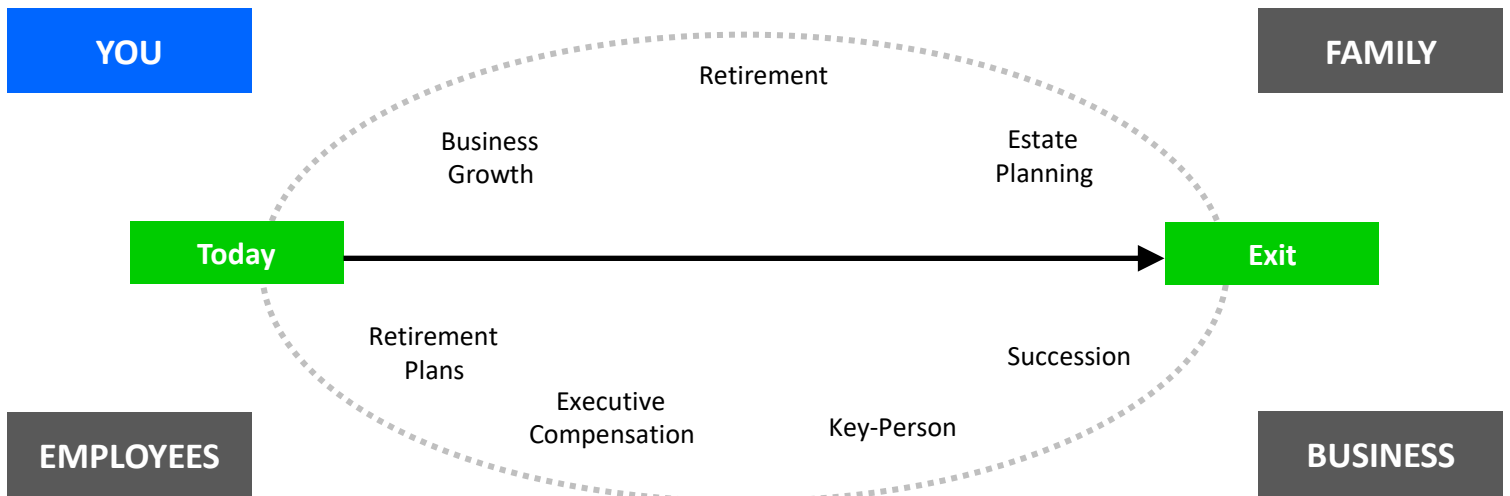 YOU
FAMILY
Retirement
Business
Growth
Estate
Planning
Today
Exit
Retirement
Plans
Succession
Executive
Compensation
Key-Person
EMPLOYEES
BUSINESS